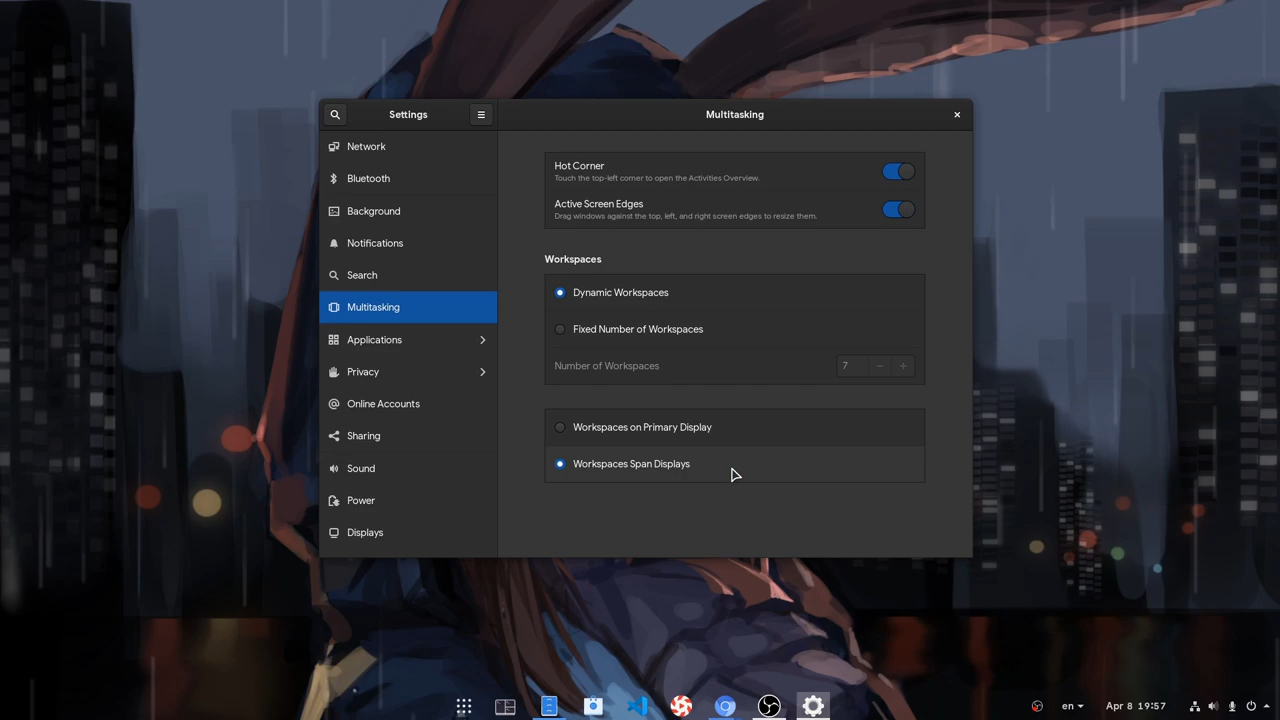 Settings
Multitasking
Network
Bluetooth
Background
Notifications
Search
Multitasking
Applications
Privacy
Online Accounts
Sharing
Sound
Power
Displays
Hot Corner
Touch the top-left corner to open the Activities Overview.
Active Screen Edges
Drag windows against the top, left, and right screen edges to resize them.
Workspaces
Dynamic Workspaces
Fixed Number of Workspaces
Number of Workspaces 7
Workspaces on Primary Display
Workspaces Span Displays
en Apr 8 19:57